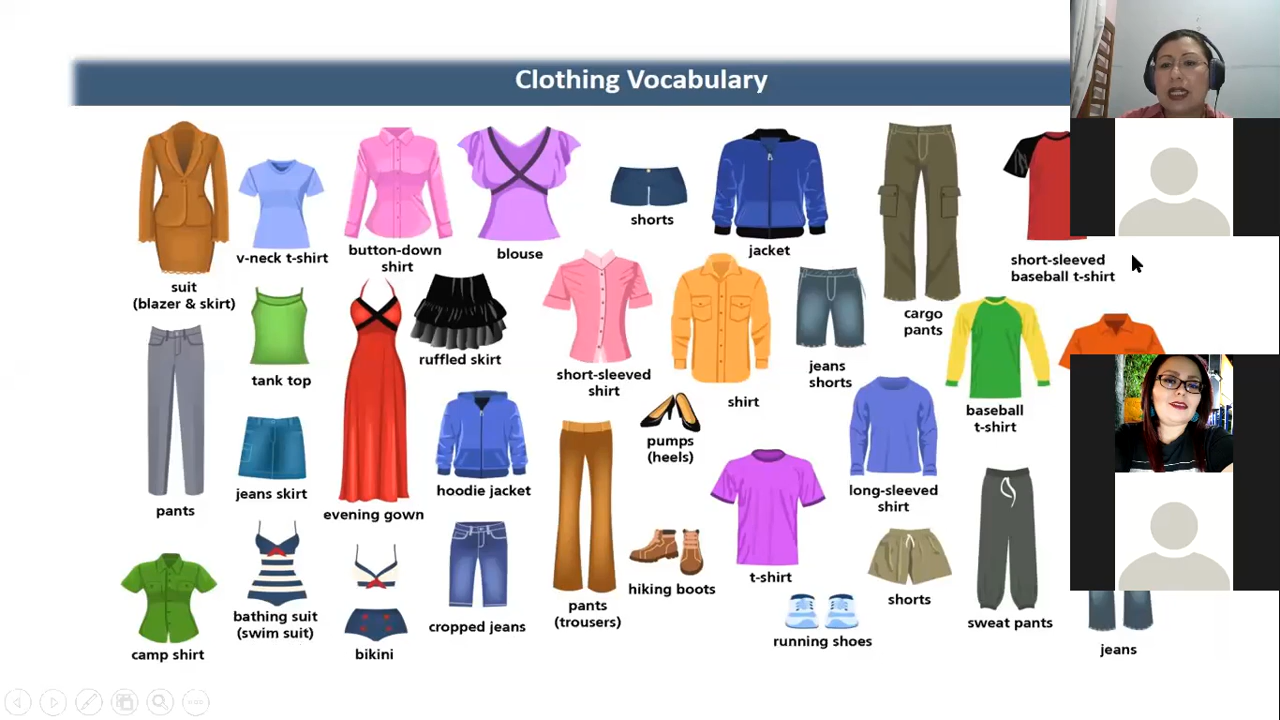 Clothing Vocabulary
suit
(blazer & skirt)
v-neck t-shirt
button-down
shirt
blouse
shorts
jacket
cargo
pants
short-sleeved
baseball t-shirt
pants
tank top
jeans skirt
evening gown
ruffled skirt
hoodie jacket
short-sleeved
shirt
shirt
pumps
(heels)
jeans
shorts
long-sleeved
shirt
baseball
t-shirt
camp shirt
bathing suit
(swim suit)
bikini
cropped jeans
pants
(trousers)
hiking boots
t-shirt
running shoes
shorts
sweat pants
jeans